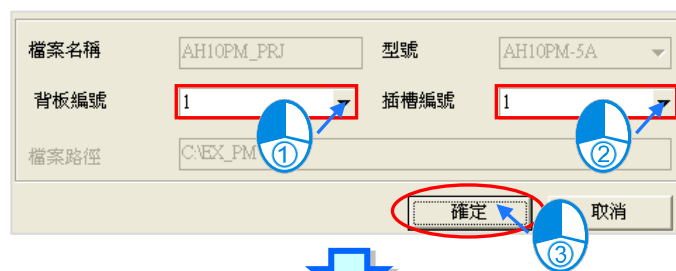 檔案名稱 AH10PM_PRJ 型號 AH10PM-5A
背板編號 1 插槽編號 1
① ②
檔案路徑 C:\EX_PM
確定 取消
③